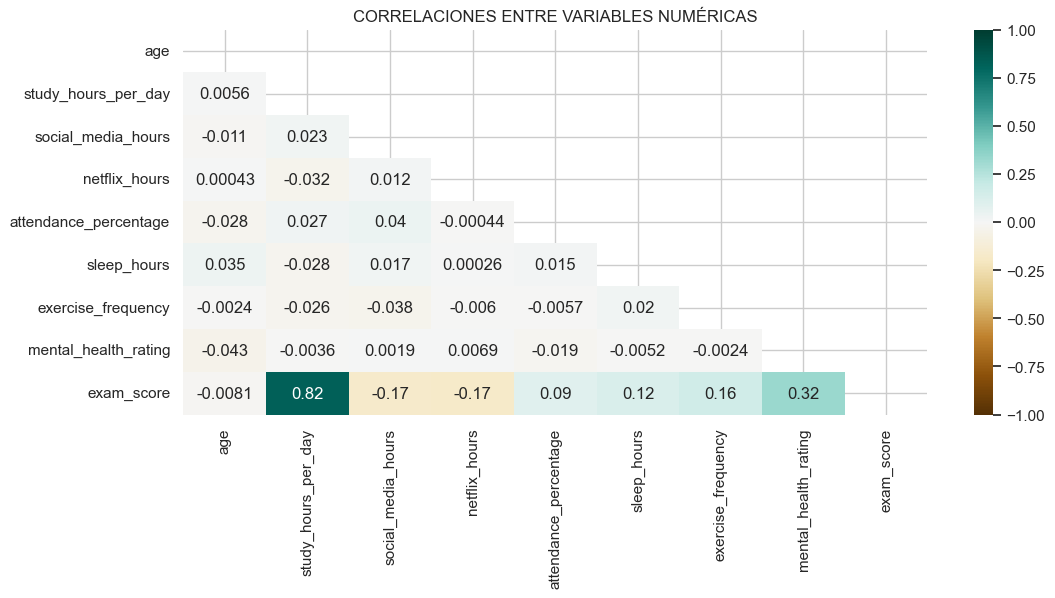 CORRELACIONES ENTRE VARIABLES NUMÉRICAS
age
study_hours_per_day 0.0056
social_media_hours -0.011 0.023
netflix_hours 0.00043 -0.032 0.012
attendance_percentage -0.028 0.027 0.04 -0.00044
sleep_hours 0.035 -0.028 0.017 0.00026 0.015
exercise_frequency -0.0024 -0.026 -0.038 -0.006 -0.0057 0.02
mental_health_rating -0.043 -0.0036 0.0019 0.0069 -0.019 -0.0052 -0.0024
exam_score -0.0081 0.82 -0.17 -0.17 0.09 0.12 0.16 0.32
age
study_hours_per_day
social_media_hours
netflix_hours
attendance_percentage
sleep_hours
exercise_frequency
mental_health_rating
exam_score
1.00
0.75
0.50
0.25
0.00
−0.25
−0.50
−0.75
−1.00